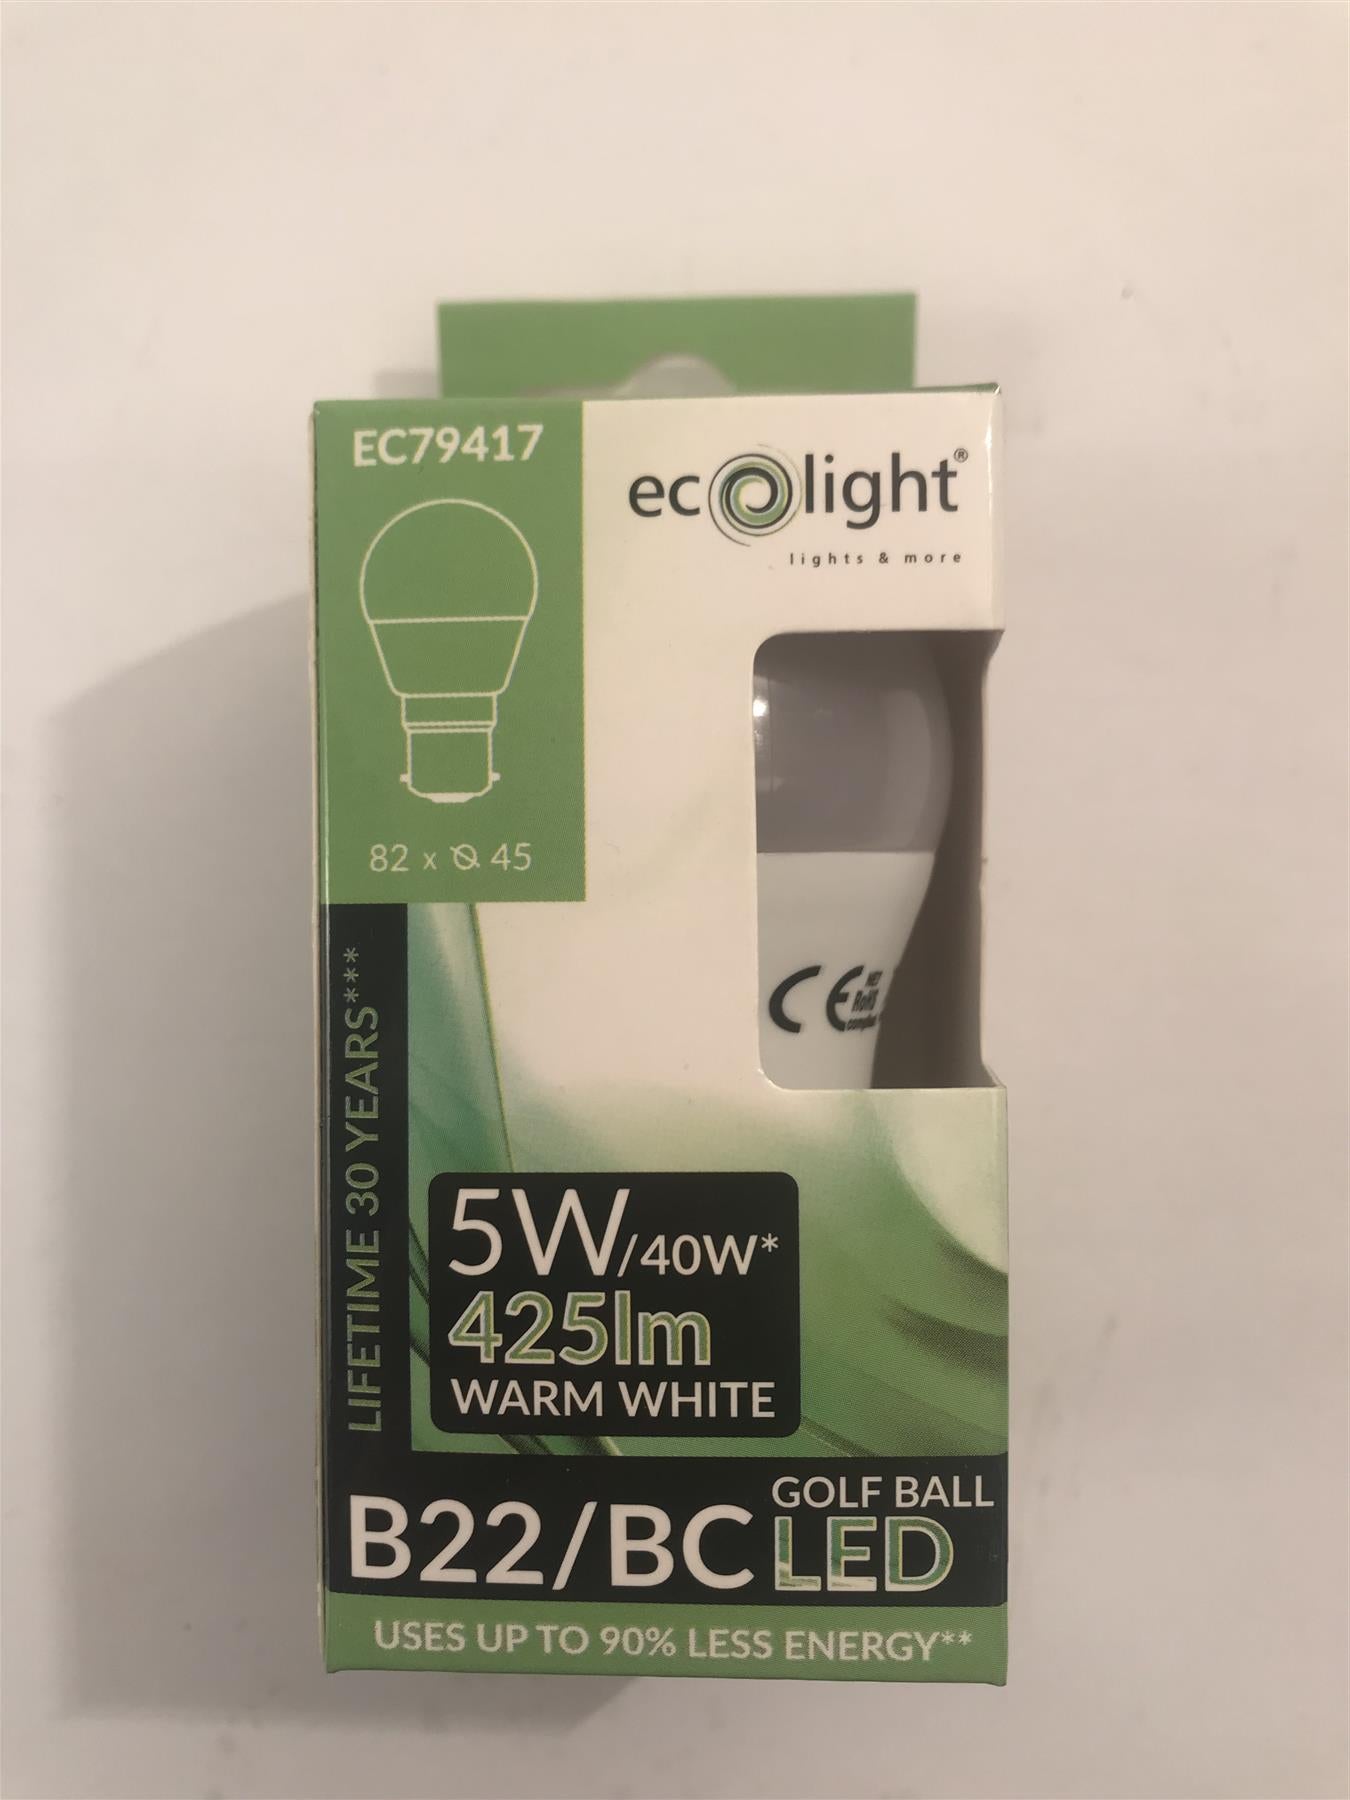 EC79417
ecolight®
lights & more
82 x Ø 45
CE
RoHS
LIFETIME 30 YEARS***
5W/40W*
425lm
WARM WHITE
GOLF BALL
B22/BC LED
USES UP TO 90% LESS ENERGY**